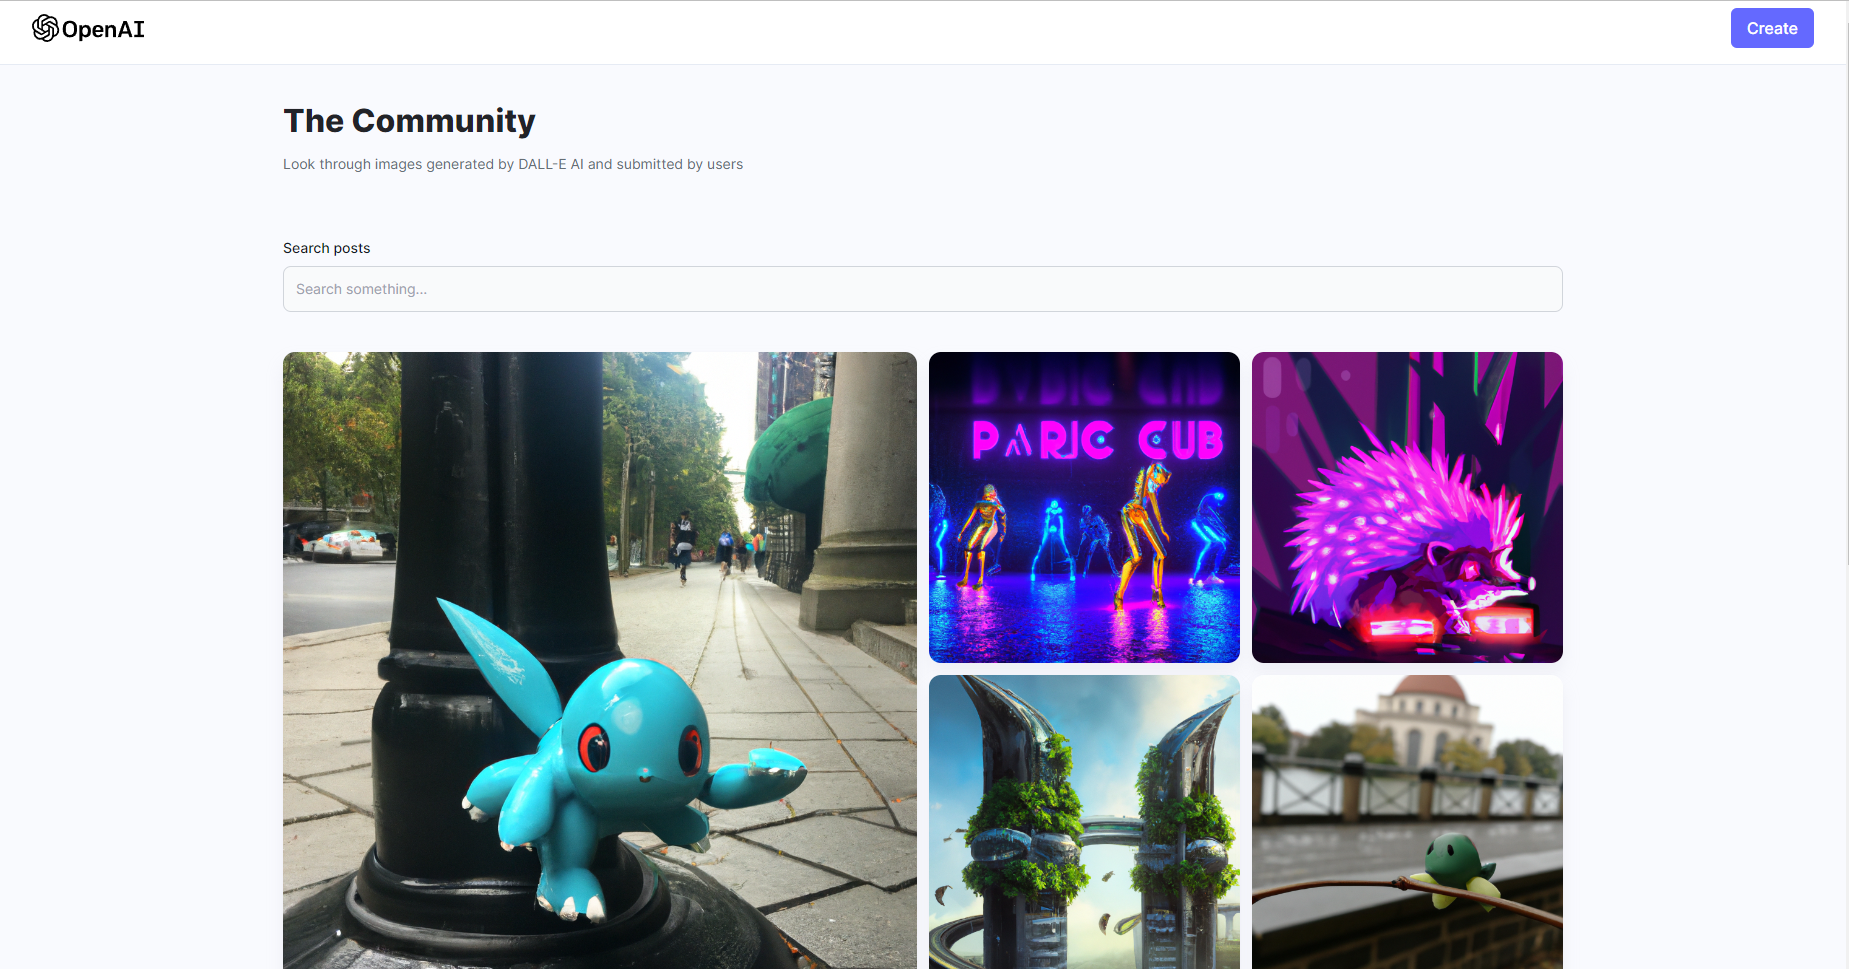 OpenAI
Create
The Community
Look through images generated by DALL-E AI and submitted by users
Search posts
Search something...
PARIC CUB